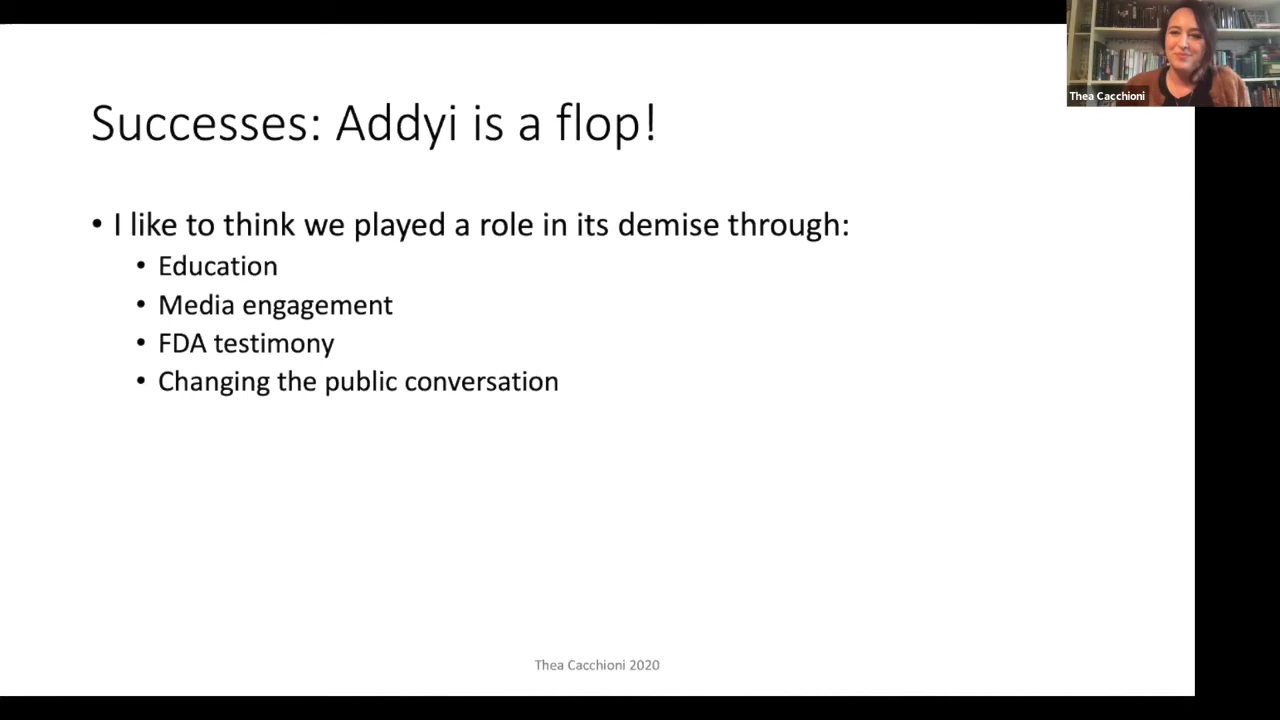 Thea Cacchioni
Successes: Addyi is a flop!
• I like to think we played a role in its demise through:
• Education
• Media engagement
• FDA testimony
• Changing the public conversation
Thea Cacchioni 2020